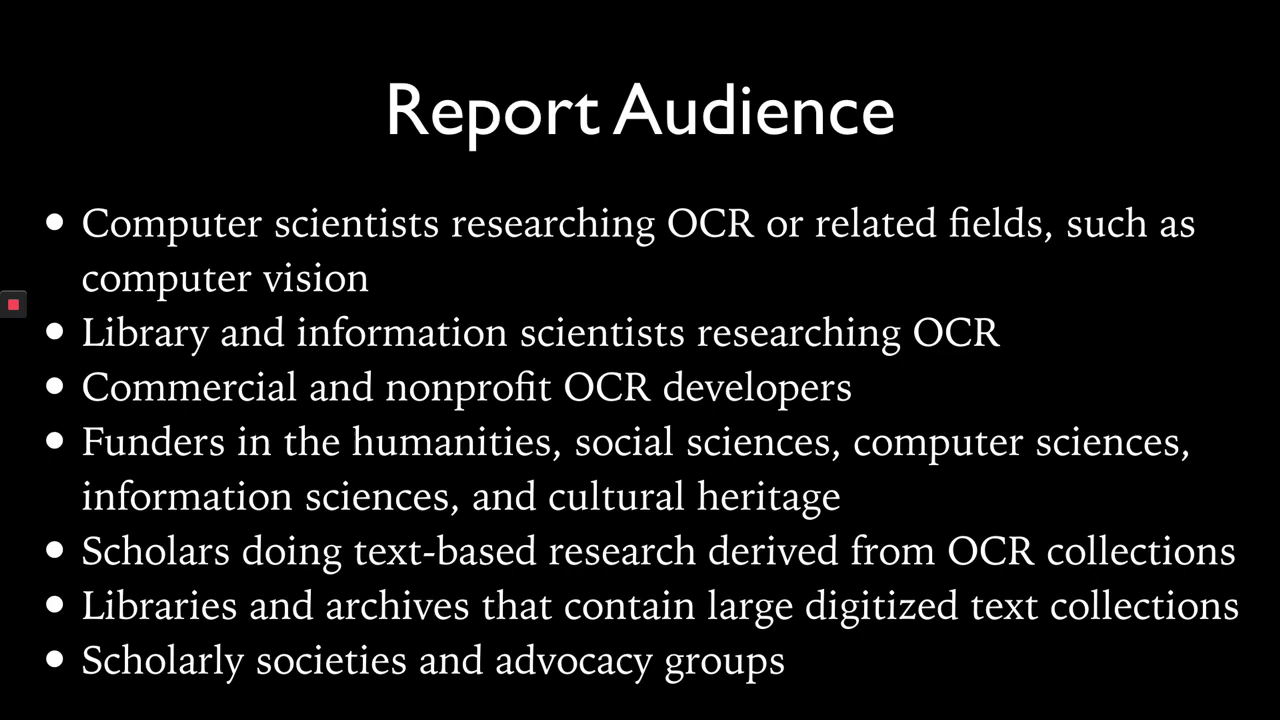 Report Audience
• Computer scientists researching OCR or related fields, such as
computer vision
• Library and information scientists researching OCR
• Commercial and nonprofit OCR developers
• Funders in the humanities, social sciences, computer sciences,
information sciences, and cultural heritage
• Scholars doing text-based research derived from OCR collections
• Libraries and archives that contain large digitized text collections
• Scholarly societies and advocacy groups